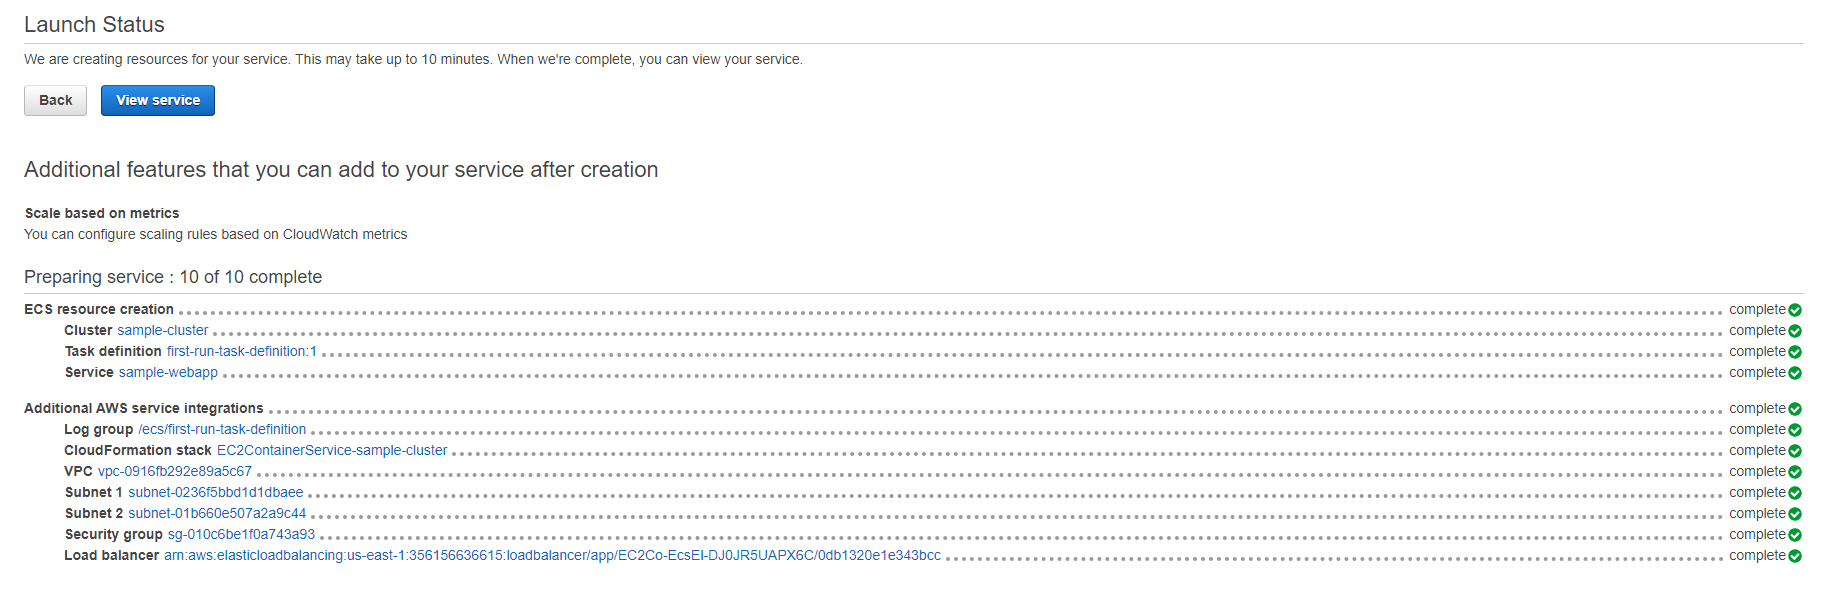 Launch Status
We are creating resources for your service. This may take up to 10 minutes. When we're complete, you can view your service.
Back View service
Additional features that you can add to your service after creation
Scale based on metrics
You can configure scaling rules based on CloudWatch metrics
Preparing service : 10 of 10 complete
ECS resource creation complete
Cluster sample-cluster complete
Task definition first-run-task-definition:1 complete
Service sample-webapp complete
Additional AWS service integrations complete
Log group /ecs/first-run-task-definition complete
CloudFormation stack EC2ContainerService-sample-cluster complete
VPC vpc-0916fb292e89a5c67 complete
Subnet 1 subnet-0236f5bbd1d1dbaee complete
Subnet 2 subnet-01b660e507a2a9c44 complete
Security group sg-010c6be1f0a743a93 complete
Load balancer arn:aws:elasticloadbalancing:us-east-1:356156636615:loadbalancer/app/EC2Co-EcsEl-DJ0JR5UAPX6C/0db1320e1e343bcc complete